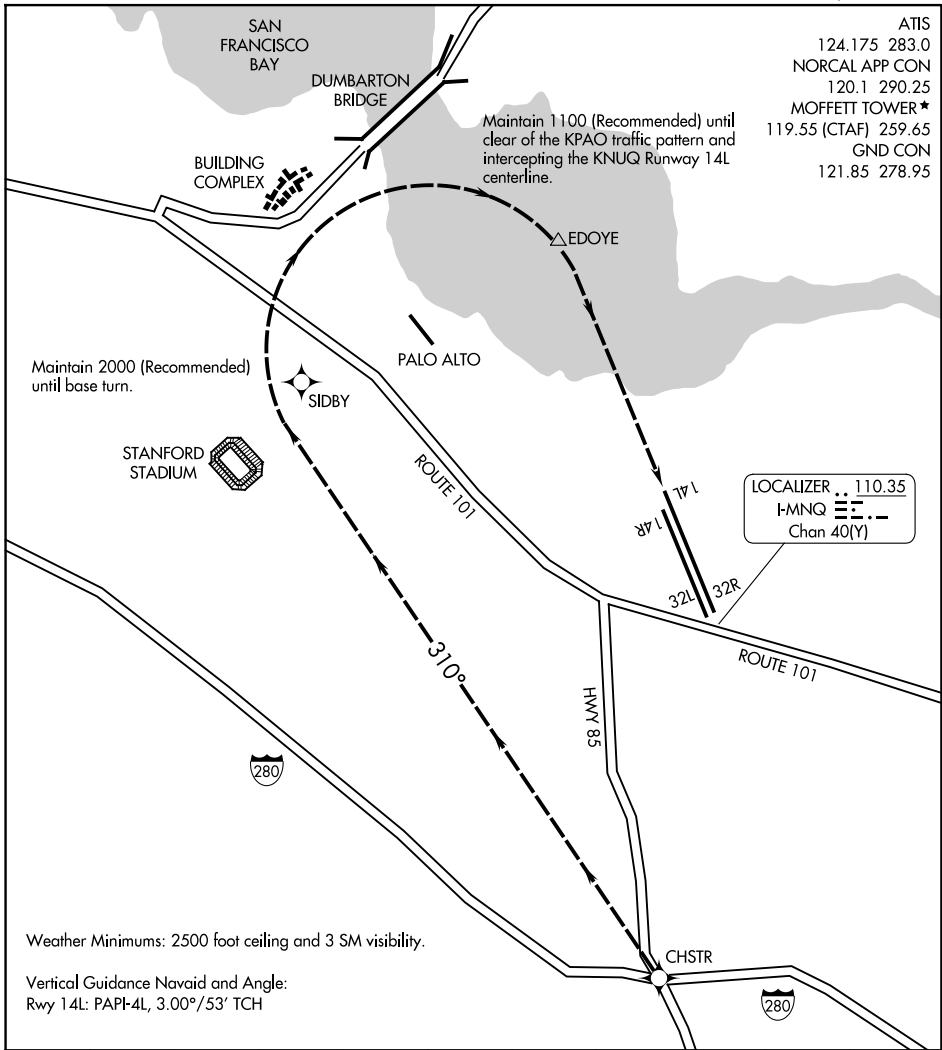 SAN
FRANCISCO
BAY
DUMBARTON
BRIDGE
ATIS
124.175 283.0
NORCAL APP CON
120.1 290.25
MOFFETT TOWER★
119.55 (CTAF) 259.65
GND CON
121.85 278.95
Maintain 1100 (Recommended) until
clear of the KPAO traffic pattern and
intercepting the KNUQ Runway 14L
centerline.
BUILDING
COMPLEX
EDOYE
PALO ALTO
Maintain 2000 (Recommended)
until base turn.
SIDBY
STANFORD
STADIUM
ROUTE 101
14L
14R
LOCALIZER .. 110.35
I-MNQ
Chan 40(Y)
32L
32R
ROUTE 101
310°
HWY 85
280
Weather Minimums: 2500 foot ceiling and 3 SM visibility.
CHSTR
Vertical Guidance Navaid and Angle:
Rwy 14L: PAPI-4L, 3.00°/53' TCH
280